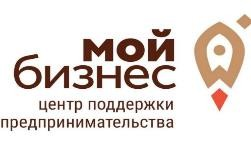 мой
бизнес
центр поддержки
предпринимательства